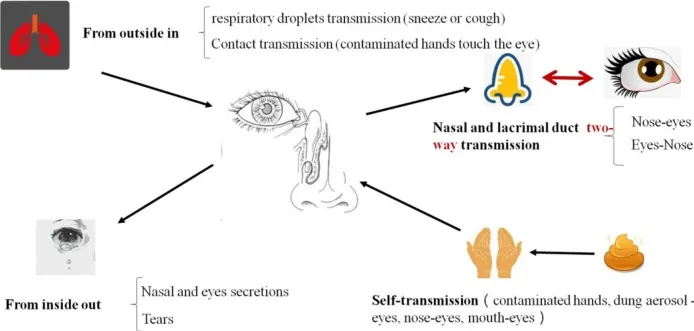 From outside in
respiratory droplets transmission (sneeze or cough)
Contact transmission (contaminated hands touch the eye)
Nasal and lacrimal duct two-
way transmission
Nose-eyes
Eyes-Nose
From inside out
Nasal and eyes secretions
Tears
Self-transmission ( contaminated hands, dung aerosol -
eyes, nose-eyes, mouth-eyes )